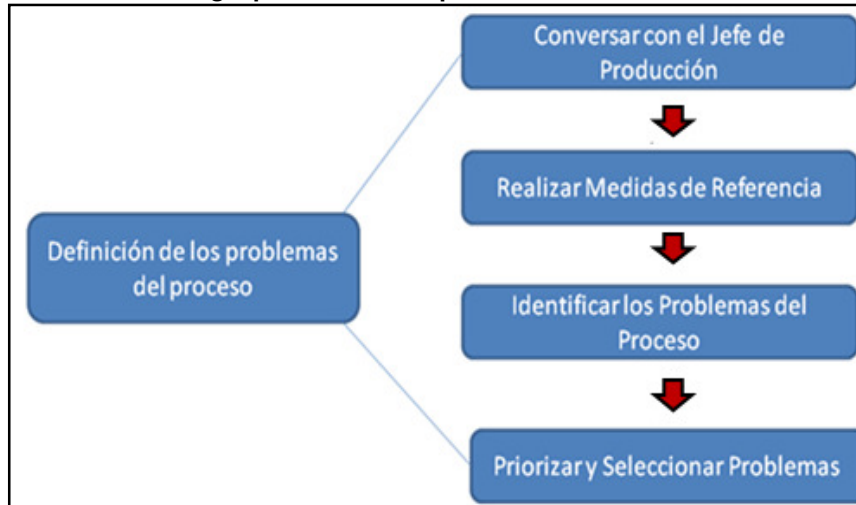 Conversar con el Jefe de
Producción
Realizar Medidas de Referencia
Definición de los problemas
del proceso
Identificar los Problemas del
Proceso
Priorizar y Seleccionar Problemas